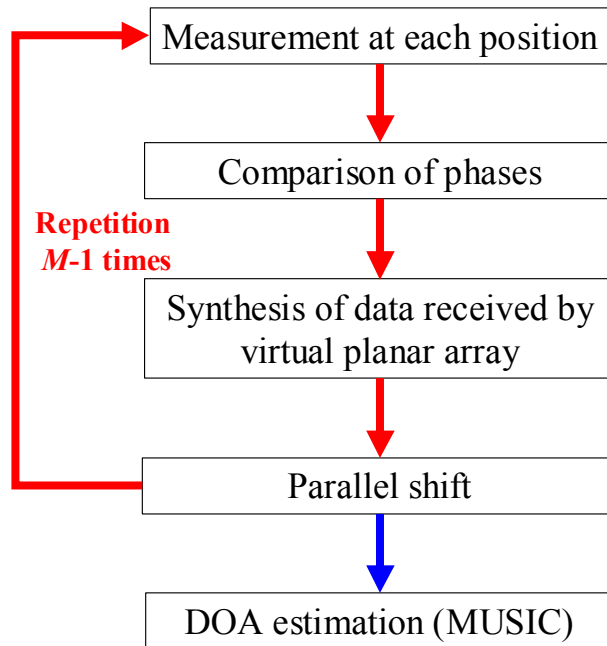 Measurement at each position
Comparison of phases
Repetition
M-1 times
Synthesis of data received by
virtual planar array
Parallel shift
DOA estimation (MUSIC)